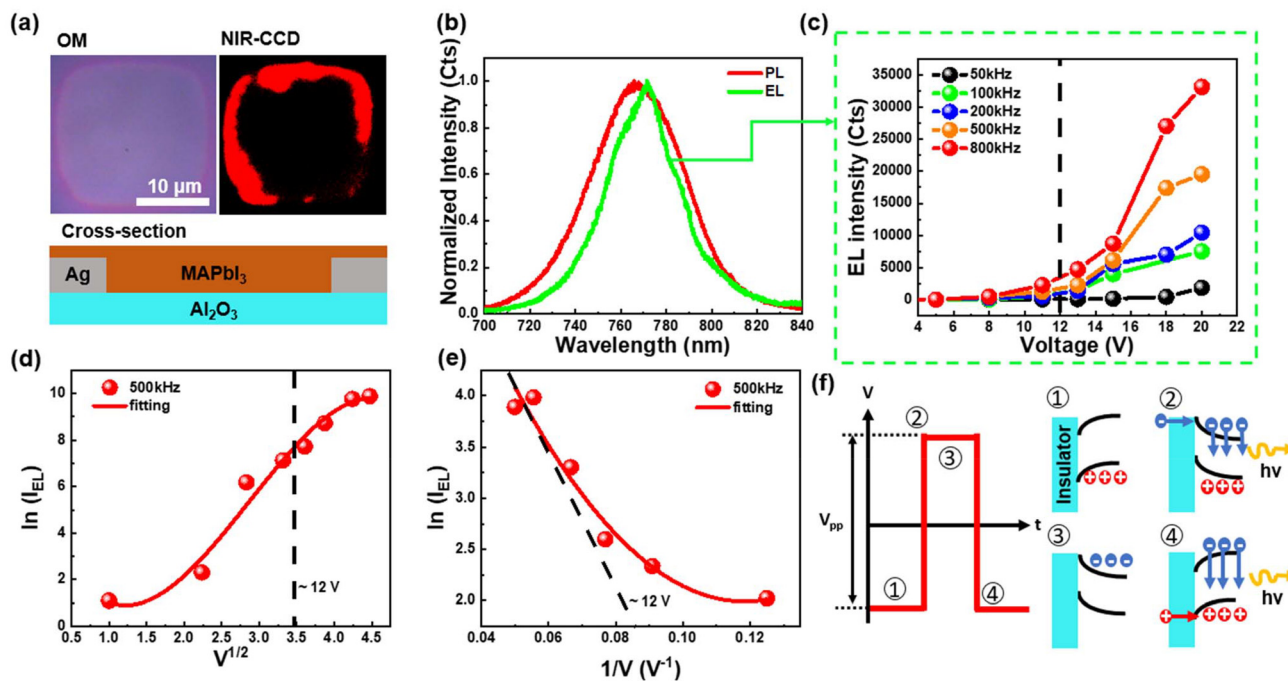 (a)
OM
NIR-CCD
10 µm
Cross-section
Ag
MAPbI3
Al2O3
(b)
Normalized Intensity (Cts)
1.0
0.8
0.6
0.4
0.2
0.0
PL
EL
700 720 740 760 780 800 820 840
Wavelength (nm)
(c)
EL intensity (Cts)
35000
30000
25000
20000
15000
10000
5000
0
50kHz
100kHz
200kHz
500kHz
800kHz
4 6 8 10 12 14 16 18 20 22
Voltage (V)
(d)
ln (IEL)
10
8
6
4
2
0
500kHz
fitting
~ 12 V
0.5 1.0 1.5 2.0 2.5 3.0 3.5 4.0 4.5
V1/2
(e)
ln (IEL)
4.0
3.5
3.0
2.5
2.0
500kHz
fitting
~ 12 V
0.04 0.06 0.08 0.10 0.12
1/V (V-1)
(f)
V
Vpp
t
①
②
③
④
①
Insulator
②
hv
③
④
hv